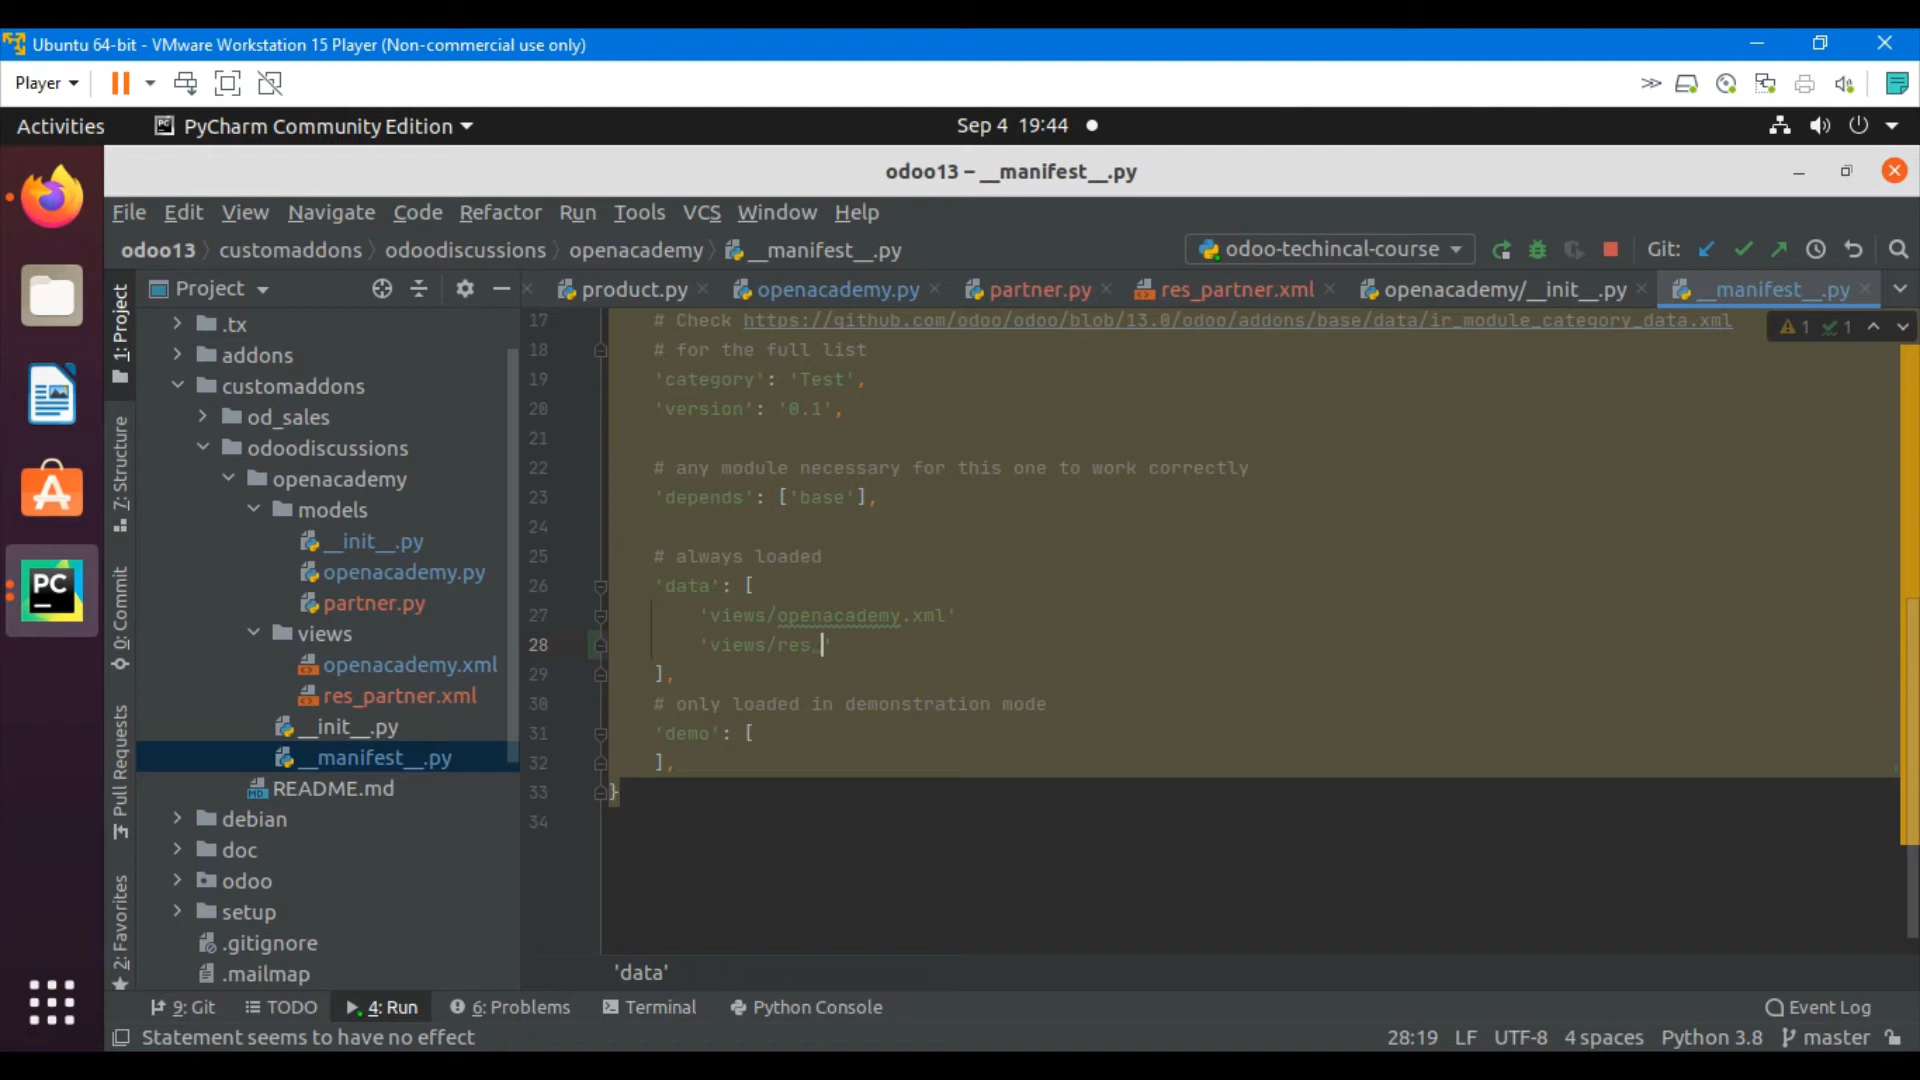 Ubuntu 64-bit - VMware Workstation 15 Player (Non-commercial use only)
Player
Activities
PyCharm Community Edition
Sep 4 19:44
odoo13 – __manifest__.py
File Edit View Navigate Code Refactor Run Tools VCS Window Help
odoo13 customaddons odoodiscussions openacademy __manifest__.py
odoo-techincal-course
Git:
1: Project
7: Structure
0: Commit
Pull Requests
2: Favorites
Project
product.py
openacademy.py
partner.py
res_partner.xml
openacademy/__init__.py
__manifest__.py
.tx
addons
customaddons
od_sales
odoodiscussions
openacademy
models
__init__.py
openacademy.py
partner.py
views
openacademy.xml
res_partner.xml
__init__.py
__manifest__.py
README.md
debian
doc
odoo
setup
.gitignore
.mailmap
17 # Check https://github.com/odoo/odoo/blob/13.0/odoo/addons/base/data/ir_module_category_data.xml
1 1
18 # for the full list
19 'category': 'Test',
20 'version': '0.1',
21
22 # any module necessary for this one to work correctly
23 'depends': ['base'],
24
25 # always loaded
26 'data': [
27 'views/openacademy.xml'
28 'views/res_'
29 ],
30 # only loaded in demonstration mode
31 'demo': [
32 ],
33 }
34
'data'
9: Git
TODO
4: Run
6: Problems
Terminal
Python Console
Event Log
Statement seems to have no effect
28:19 LF UTF-8 4 spaces Python 3.8 master